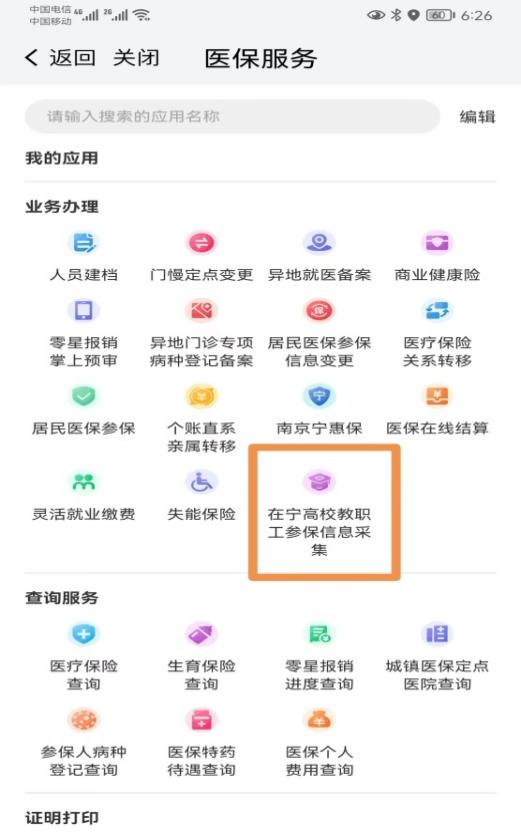 中国电信 4G 2G
中国移动
60 6:26
返回 关闭 医保服务
请输入搜索的应用名称 编辑
我的应用
业务办理
人员建档 门慢定点变更 异地就医备案 商业健康险
零星报销 异地门诊专项 居民医保参保 医疗保险
掌上预审 病种登记备案 信息变更 关系转移
居民医保参保 个账直系 南京宁惠保 医保在线结算
亲属转移
灵活就业缴费 失能保险 在宁高校教职
工参保信息采
集
查询服务
医疗保险 生育保险 零星报销 城镇医保定点
查询 查询 进度查询 医院查询
参保人病种 医保特药 医保个人
登记查询 待遇查询 费用查询
证明打印